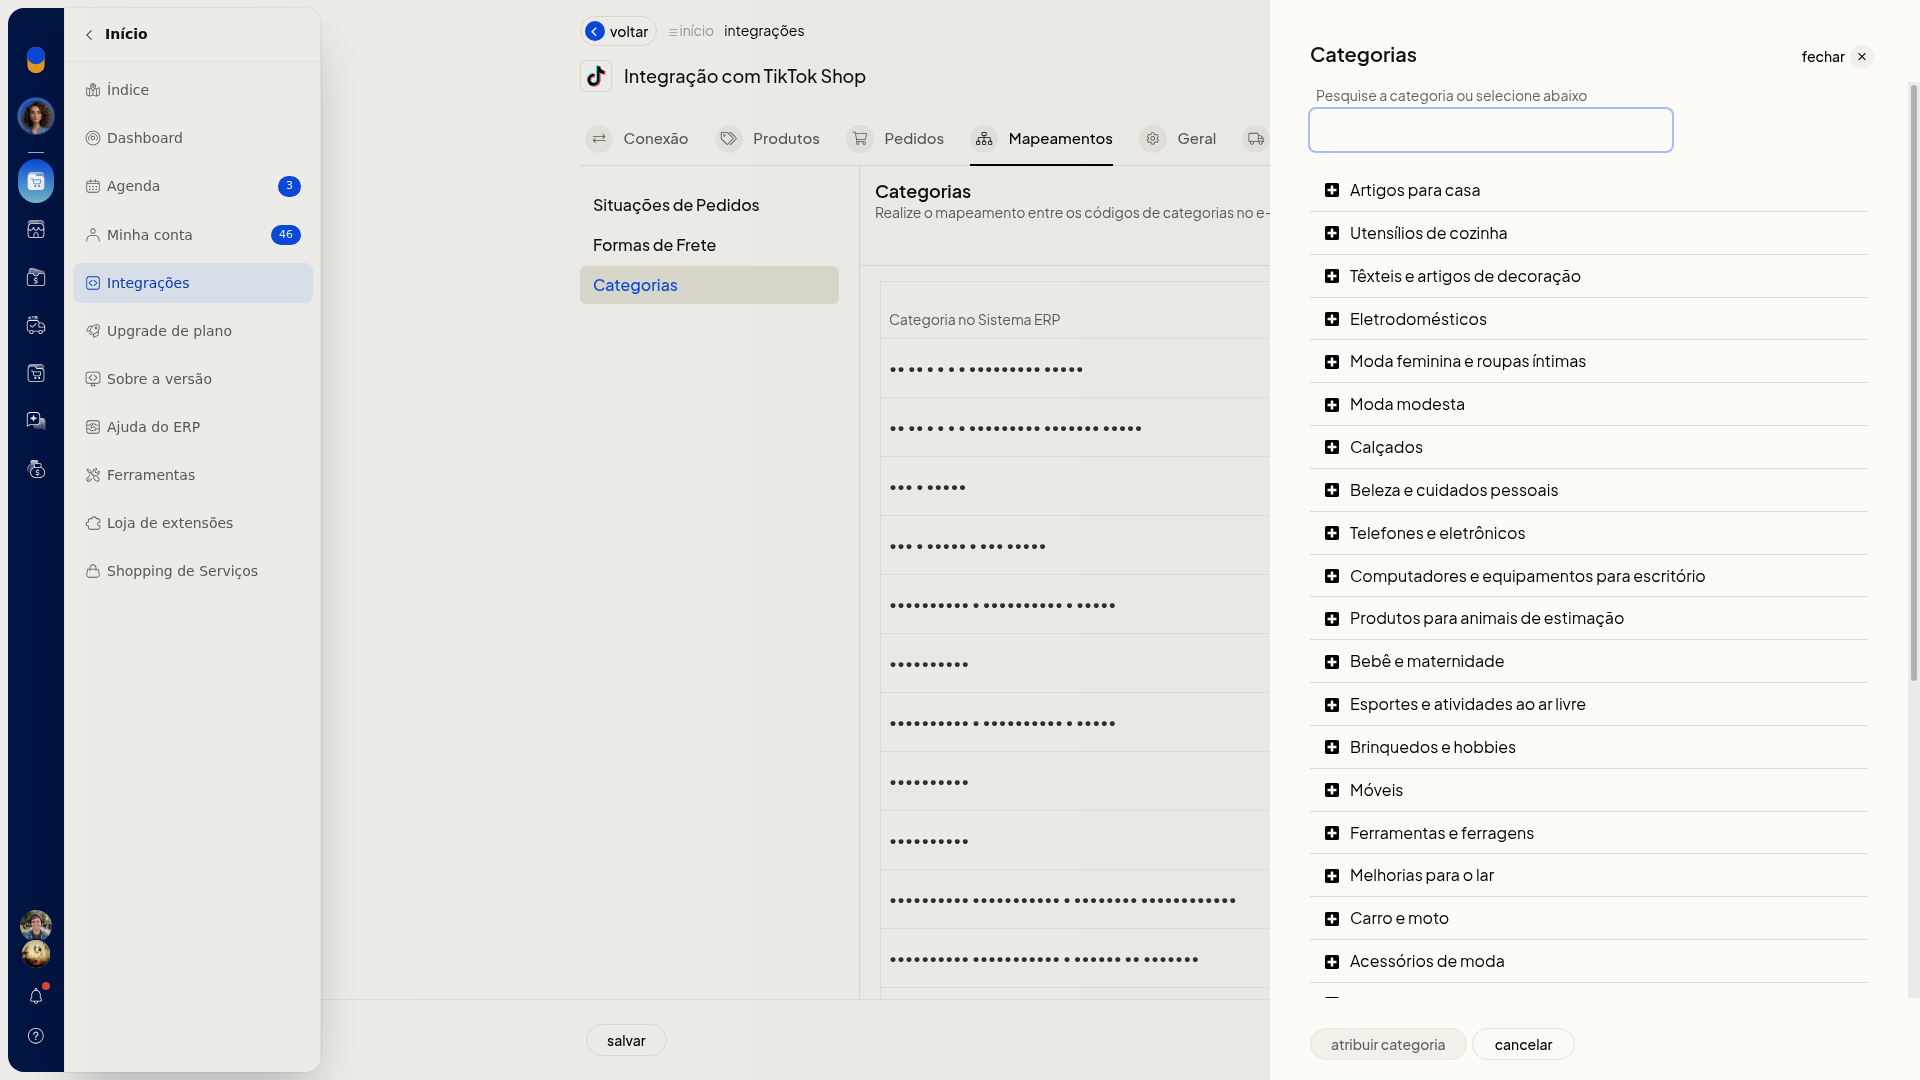 Início
Índice
Dashboard
Agenda
3
Minha conta
46
Integrações
Upgrade de plano
Sobre a versão
Ajuda do ERP
Ferramentas
Loja de extensões
Shopping de Serviços
voltar
início
integrações
Integração com TikTok Shop
Conexão
Produtos
Pedidos
Mapeamentos
Geral
Situações de Pedidos
Formas de Frete
Categorias
Categorias
Realize o mapeamento entre os códigos de categorias no e-
Categoria no Sistema ERP
salvar
Categorias
fechar
Pesquise a categoria ou selecione abaixo
Artigos para casa
Utensílios de cozinha
Têxteis e artigos de decoração
Eletrodomésticos
Moda feminina e roupas íntimas
Moda modesta
Calçados
Beleza e cuidados pessoais
Telefones e eletrônicos
Computadores e equipamentos para escritório
Produtos para animais de estimação
Bebê e maternidade
Esportes e atividades ao ar livre
Brinquedos e hobbies
Móveis
Ferramentas e ferragens
Melhorias para o lar
Carro e moto
Acessórios de moda
atribuir categoria
cancelar